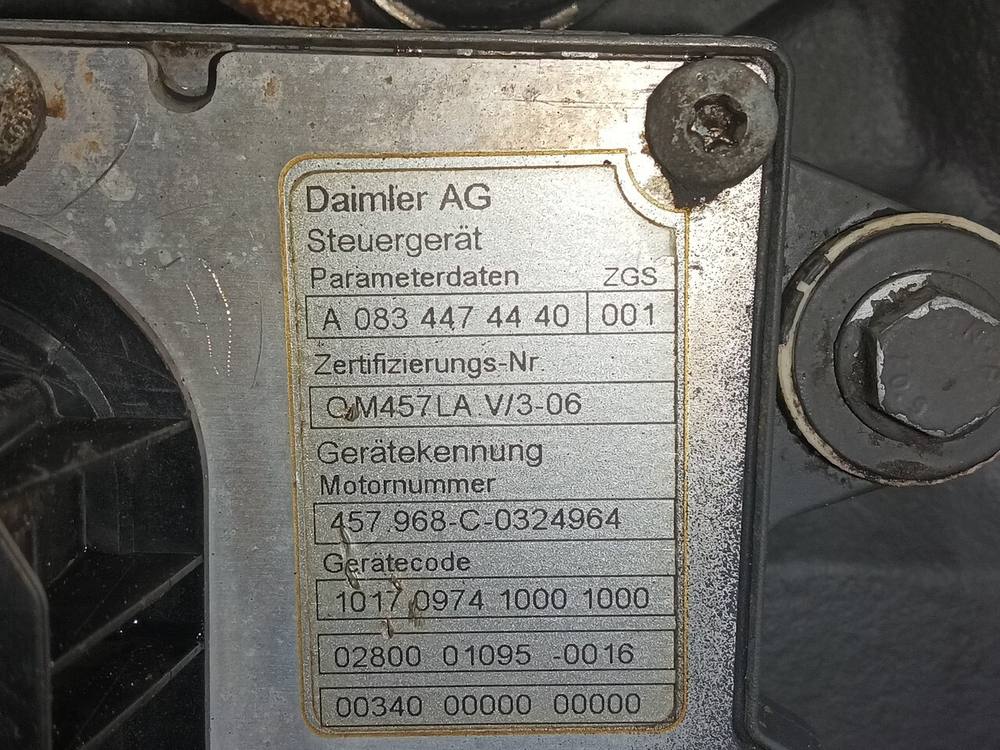 Daimler AG
Steuergerät
Parameterdaten ZGS
A 083 447 44 40 001
Zertifizierungs-Nr.
OM457LA.V/3-06
Gerätekennung
Motornummer
457.968-C-0324964
Gerätecode
1017 0974 1000 1000
02800 01095 -0016
00340 00000 00000